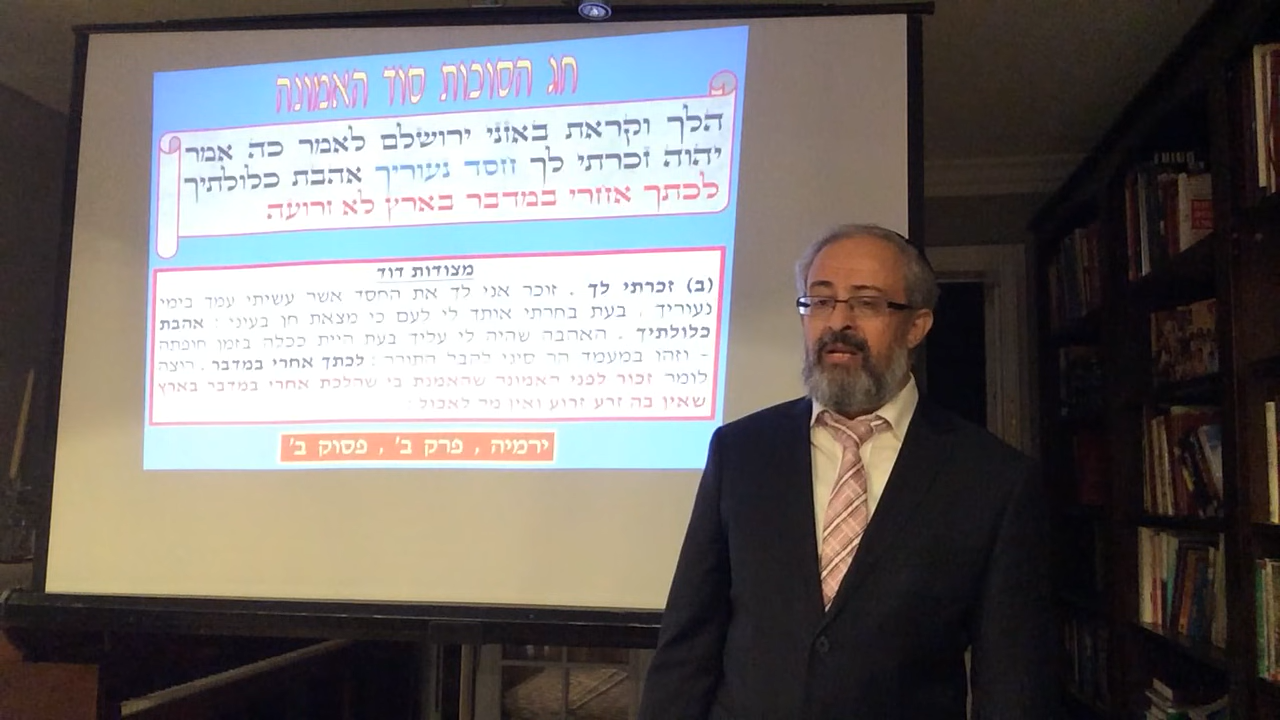 חג הסוכות סוד האמונה
הלך וקראת באזני ירושלם לאמר כה אמר
יהוה זכרתי לך חסד נעוריך אהבת כלולתיך
לכתך אחרי במדבר בארץ לא זרועה
מצודות דוד
(ב) זכרתי לך . זוכר אני לך את החסד אשר עשיתי עמך בימי
נעוריך . בעת בחרתי אותך לי לעם כי מצאת חן בעיני : אהבת
כלולתיך . האהבה שהיה לי עליך בעת היית ככלה בזמן חופתה
- וזהו במעמד הר סיני לקבל התורה : לכתך אחרי במדבר . ריצה
לומר זכור לפני האמונה שהאמנת בי שהלכת אחרי במדבר בארץ
שאין בה זרע זרוע ואין מה לאכול :
ירמיה , פרק ב' , פסוק ב'